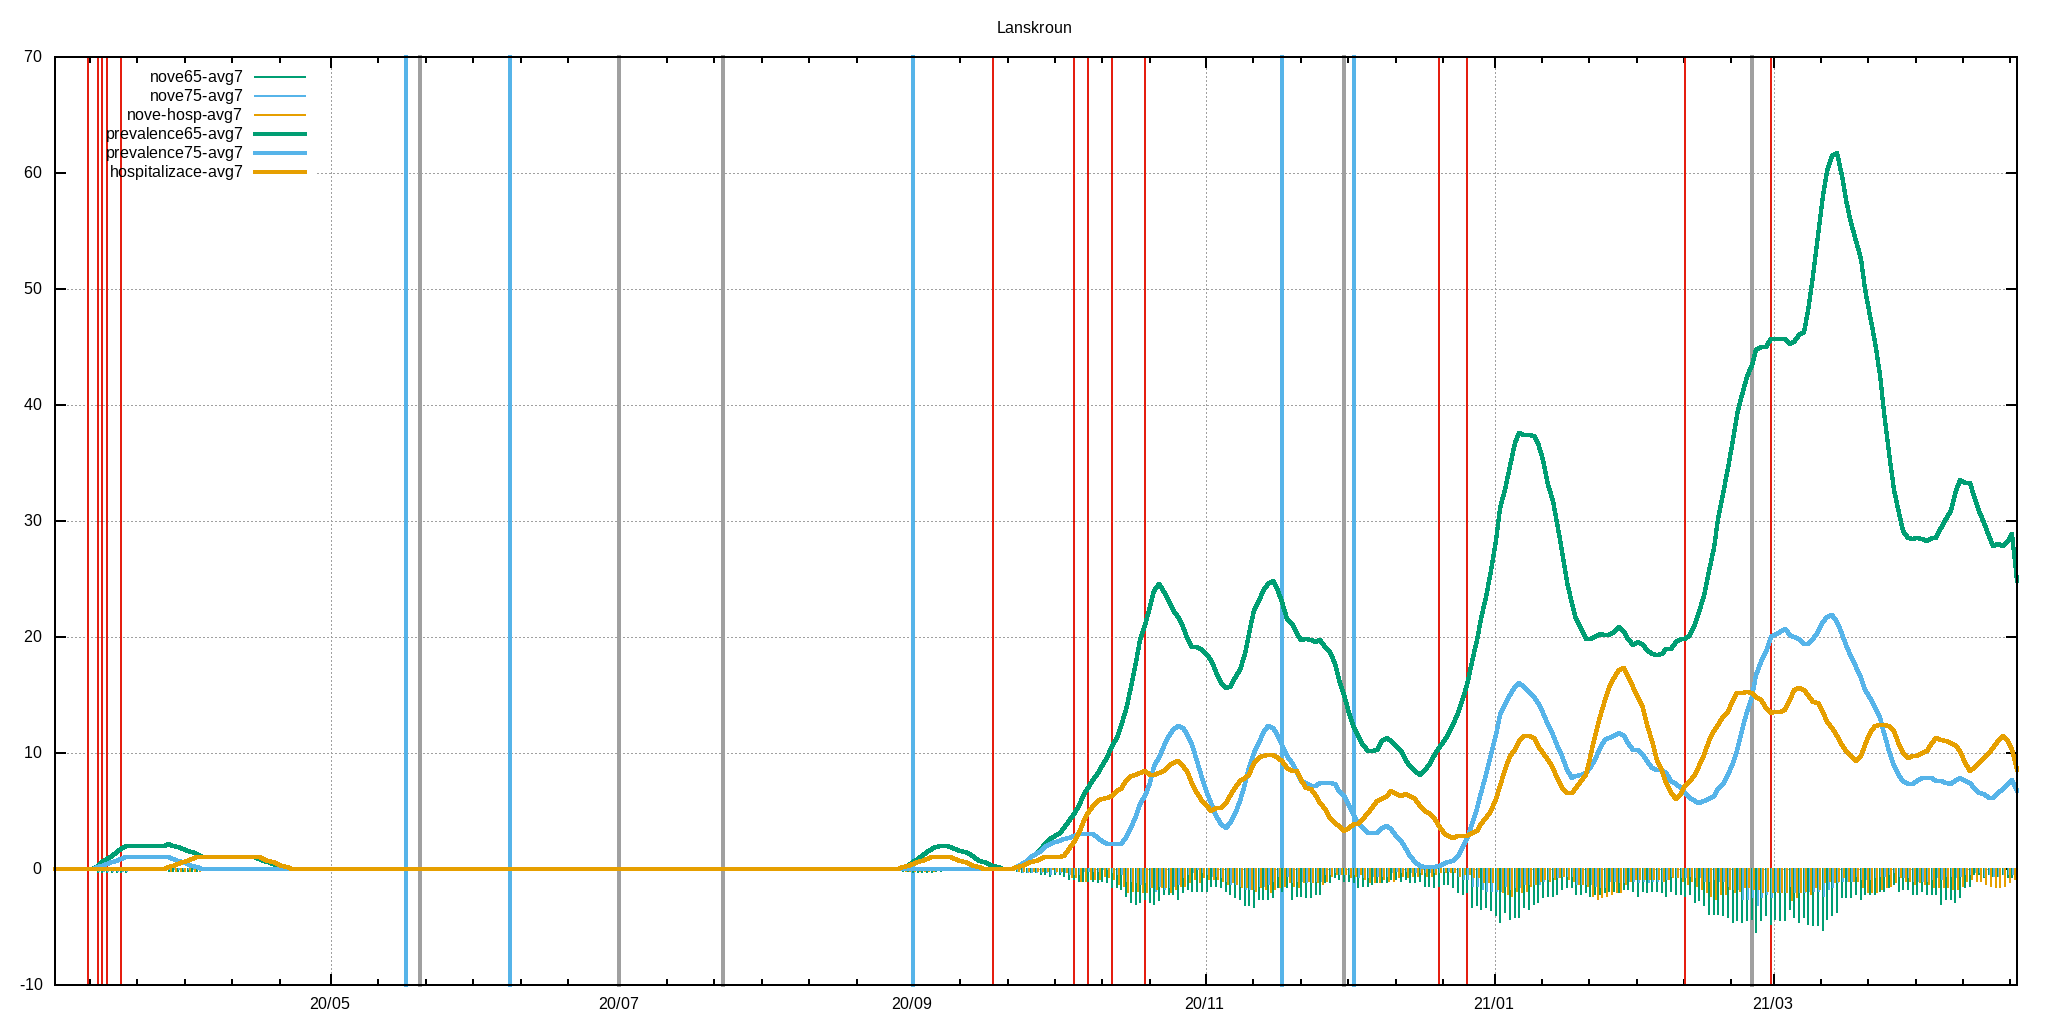 Lanskroun
70
60
50
40
30
20
10
0
-10
nove65-avg7
nove75-avg7
nove-hosp-avg7
prevalence65-avg7
prevalence75-avg7
hospitalizace-avg7
20/05
20/07
20/09
20/11
21/01
21/03